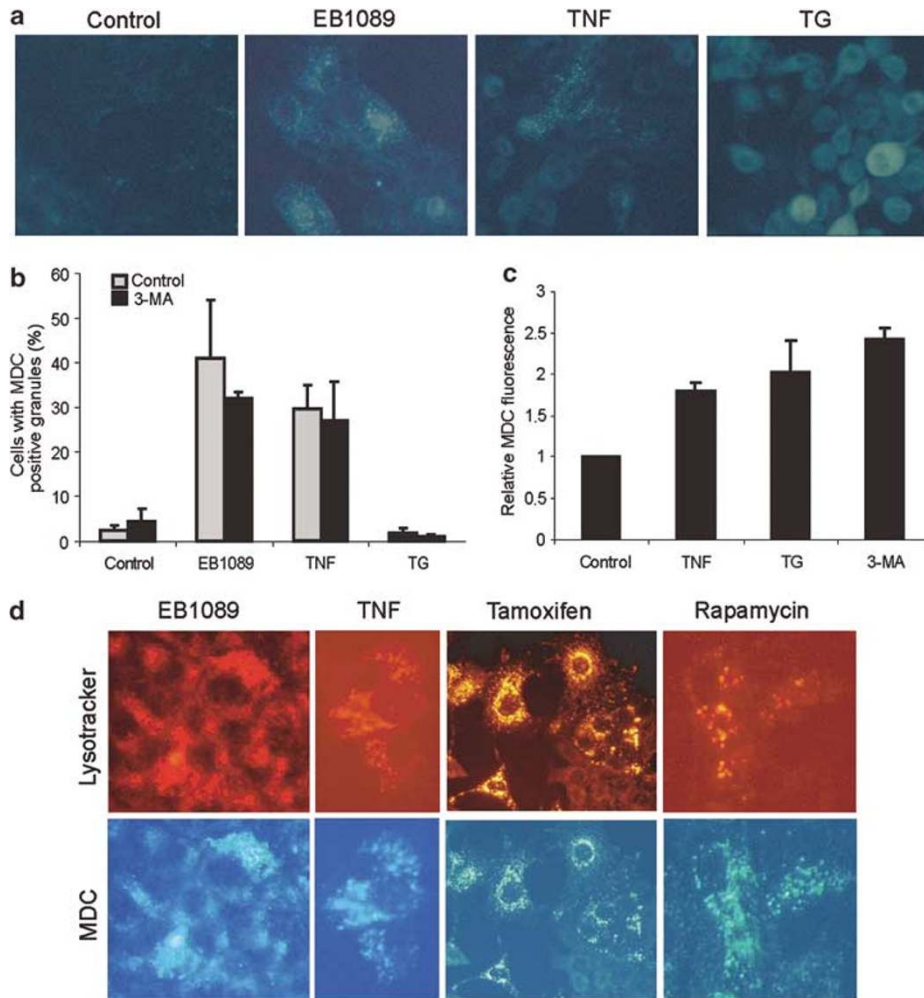 a
Control EB1089 TNF TG
b
Cells with MDC
positive granules (%)
60
50
40
30
20
10
0
Control
3-MA
Control EB1089 TNF TG
c
Relative MDC fluorescence
3
2.5
2
1.5
1
0.5
0
Control TNF TG 3-MA
d
EB1089 TNF Tamoxifen Rapamycin
Lysotracker
MDC